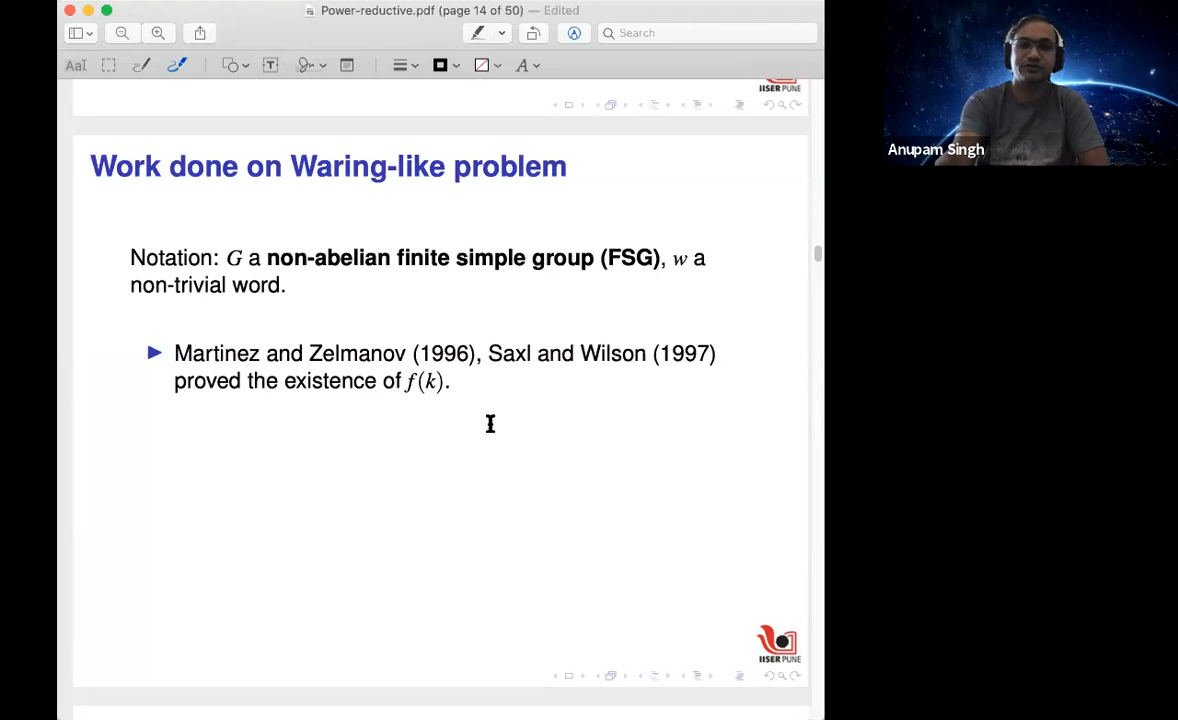 Power-reductive.pdf (page 14 of 50) — Edited
Search
AaI
A
IISER PUNE
Work done on Waring-like problem
Notation: G a non-abelian finite simple group (FSG), w a
non-trivial word.
Martinez and Zelmanov (1996), Saxl and Wilson (1997)
proved the existence of f(k).
IISER PUNE
Anupam Singh